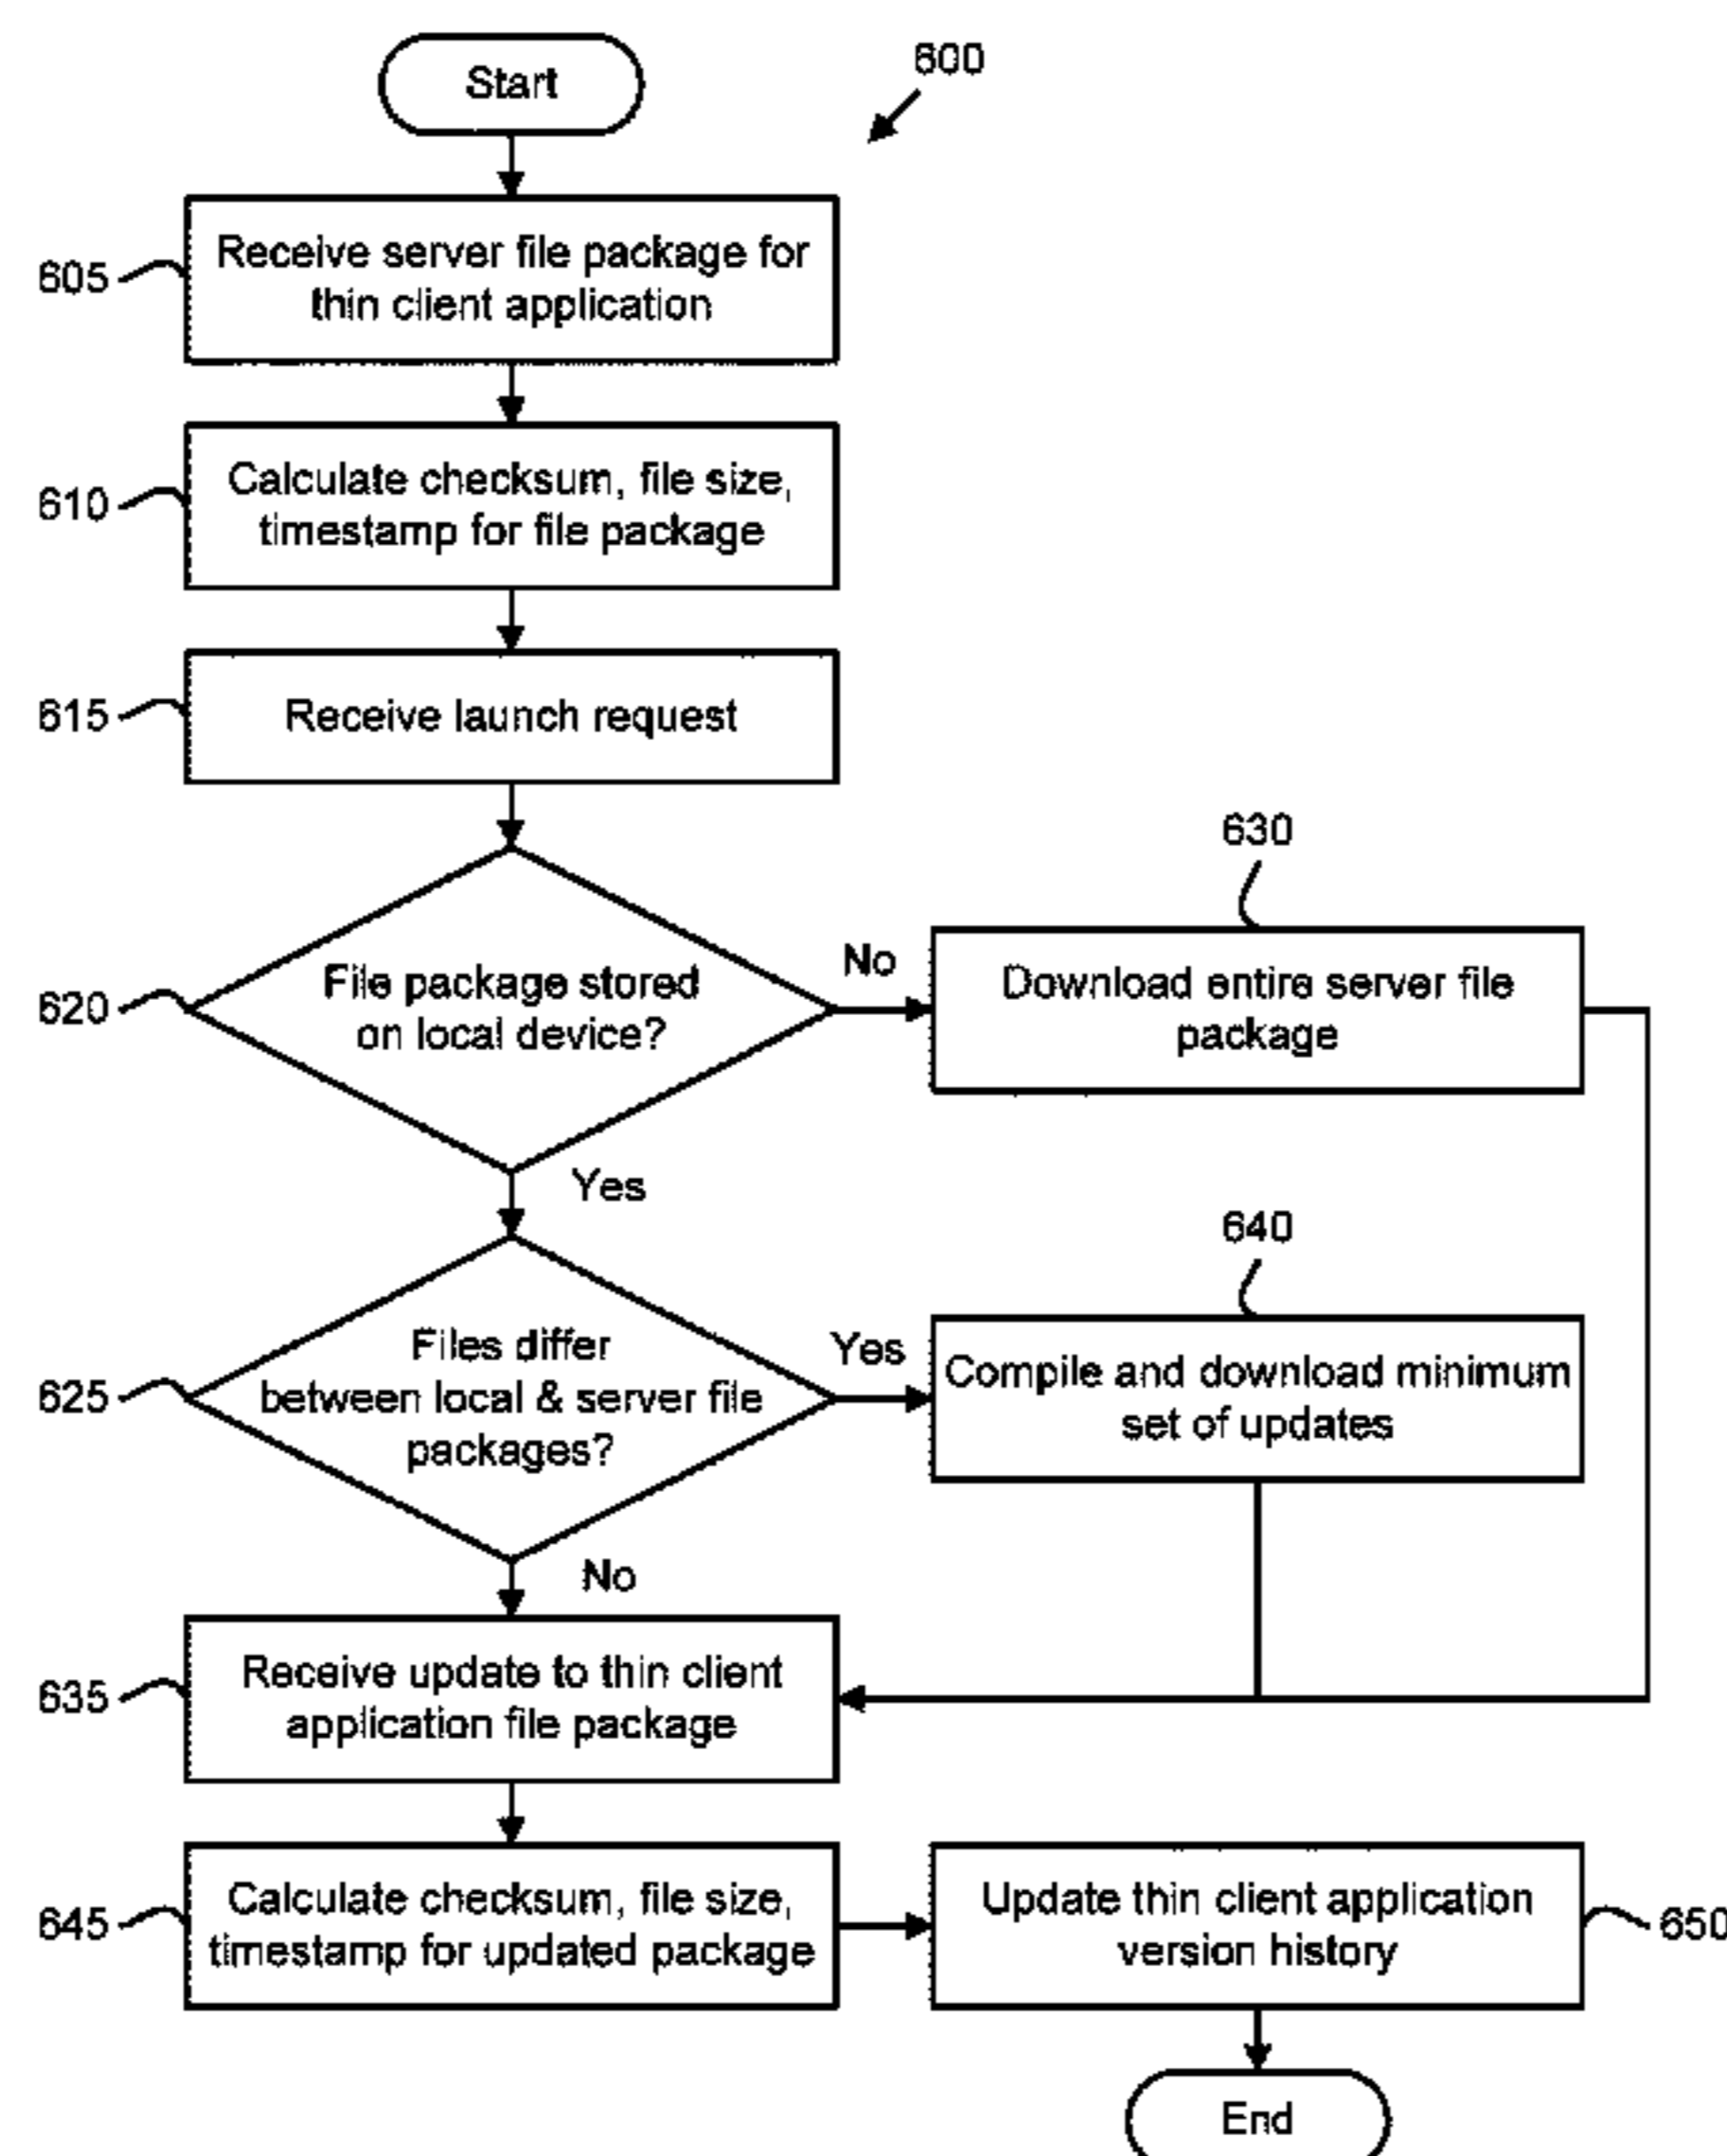 Start
600
605
Receive server file package for
thin client application
610
Calculate checksum, file size,
timestamp for file package
615
Receive launch request
620
File package stored
on local device?
No
630
Download entire server file
package
Yes
625
Files differ
between local & server file
packages?
Yes
640
Compile and download minimum
set of updates
No
635
Receive update to thin client
application file package
645
Calculate checksum, file size,
timestamp for updated package
Update thin client application
version history
650
End